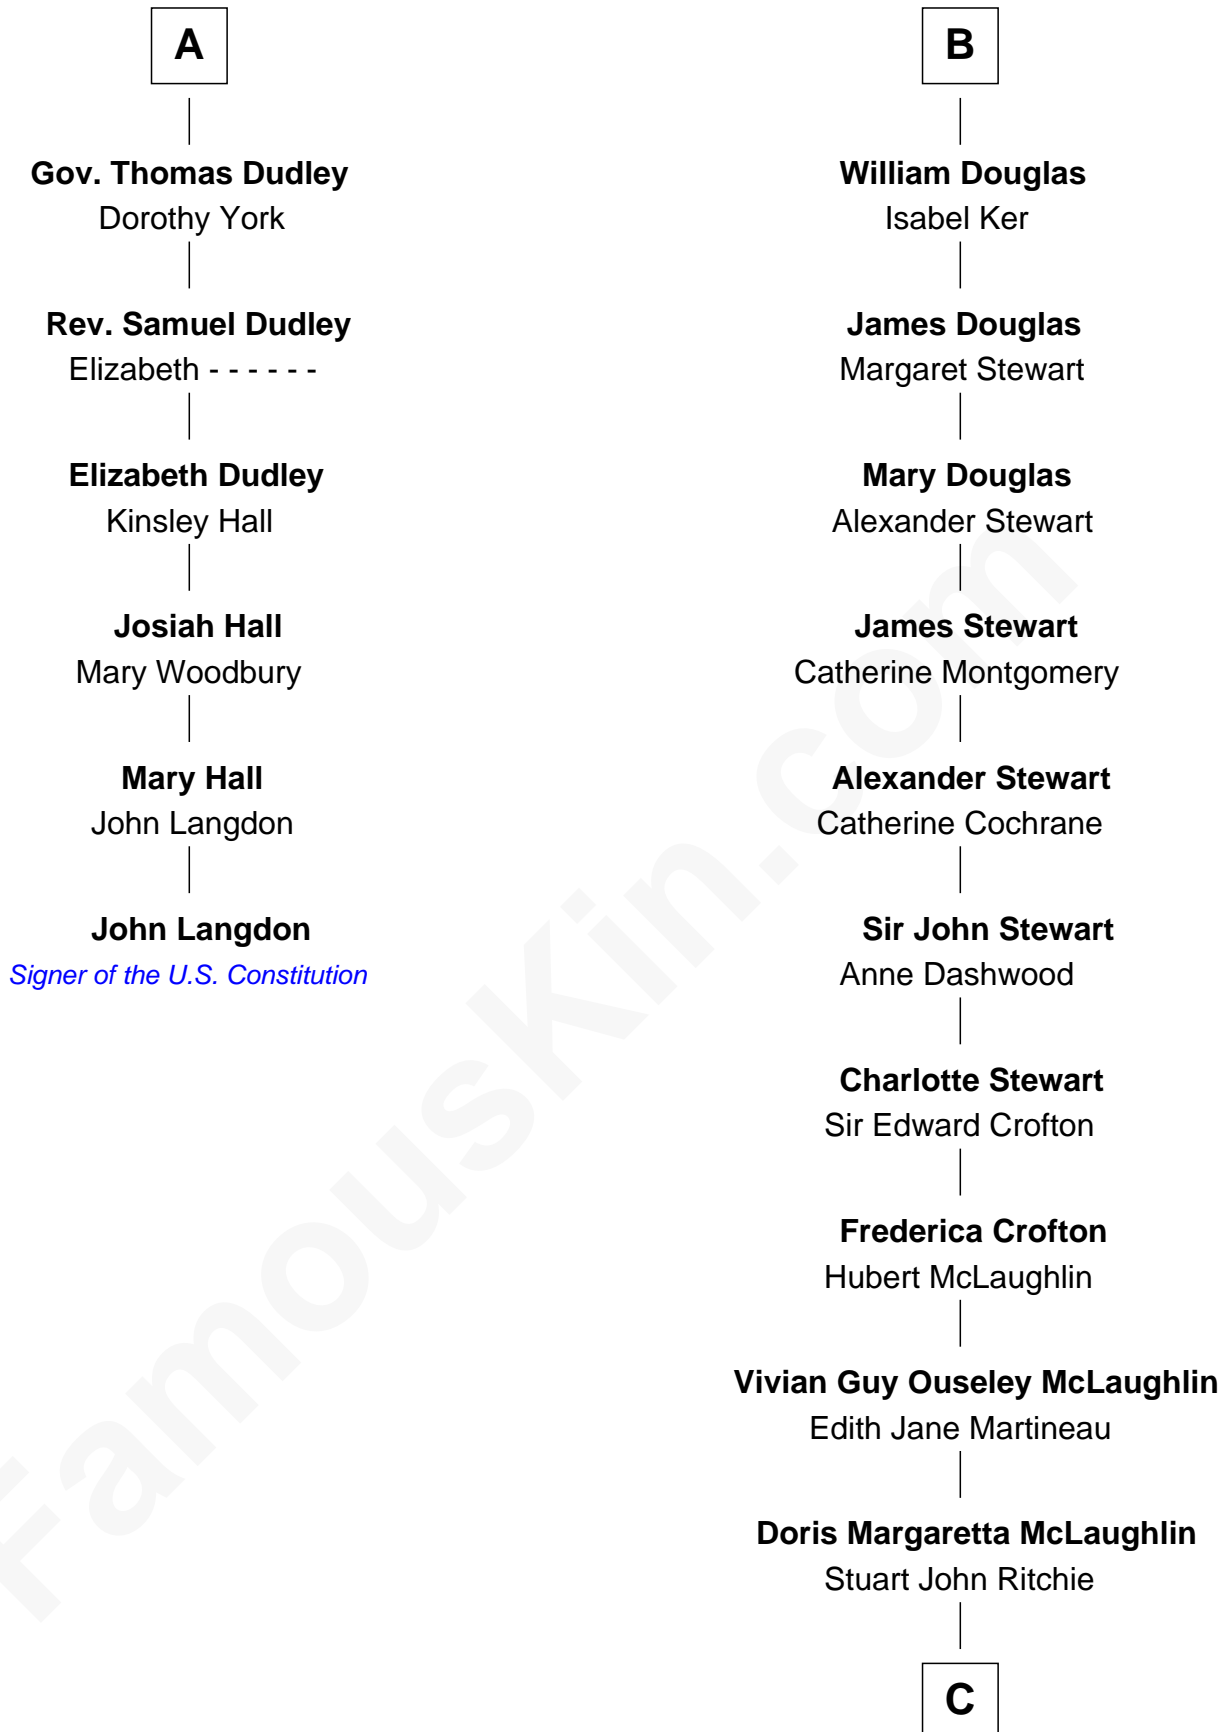 A
Gov. Thomas Dudley
Dorothy York
Rev. Samuel Dudley
Elizabeth - - - - - -
Elizabeth Dudley
Kinsley Hall
Josiah Hall
Mary Woodbury
Mary Hall
John Langdon
John Langdon
Signer of the U.S. Constitution
B
William Douglas
Isabel Ker
James Douglas
Margaret Stewart
Mary Douglas
Alexander Stewart
James Stewart
Catherine Montgomery
Alexander Stewart
Catherine Cochrane
Sir John Stewart
Anne Dashwood
Charlotte Stewart
Sir Edward Crofton
Frederica Crofton
Hubert McLaughlin
Vivian Guy Ouseley McLaughlin
Edith Jane Martineau
Doris Margaretta McLaughlin
Stuart John Ritchie
C
FamousKin.com